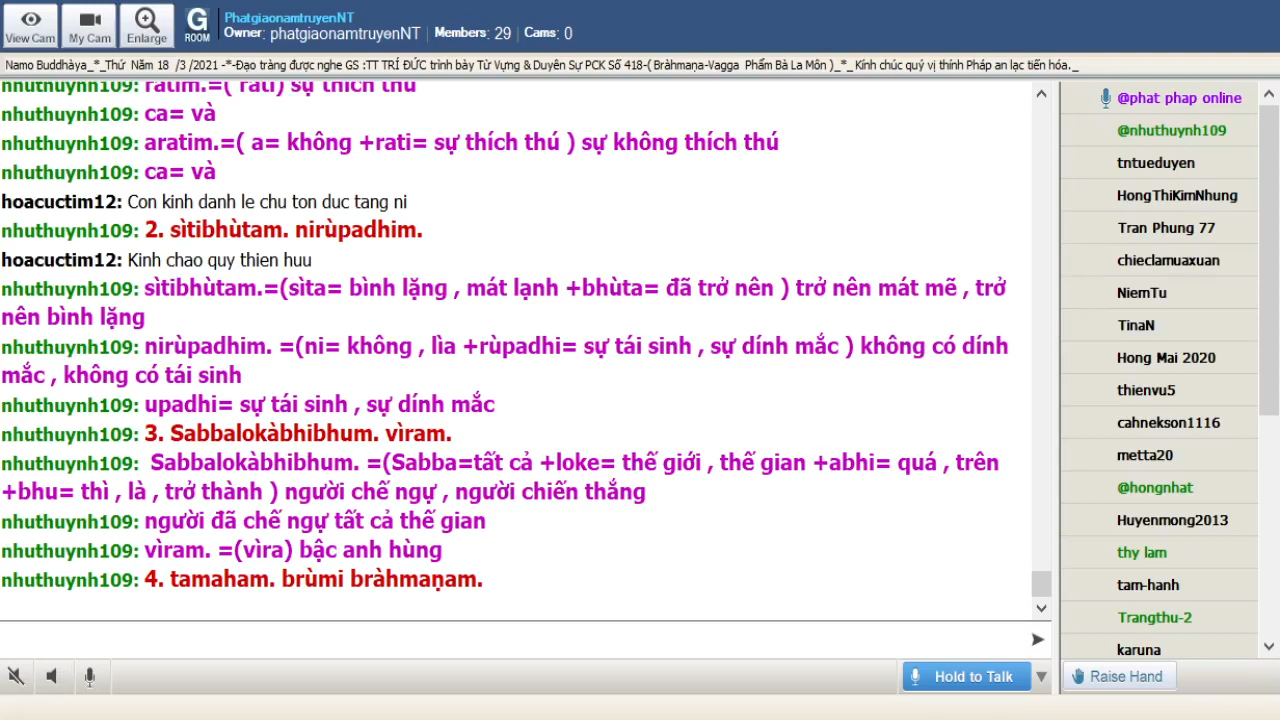 View Cam
My Cam
Enlarge
G
ROOM
PhatgiaonamtruyenNT
Owner: phatgiaonamtruyenNT | Members: 29 | Cams: 0
Namo Buddhàya_*_Thứ Năm 18 /3 /2021 -*-Đạo tràng được nghe GS :TT TRÍ ĐỨC trình bày Từ Vựng & Duyên Sự PCK Số 418-( Bràhmaṇa-Vagga Phẩm Bà La Môn )_*_ Kính chúc quý vị thính Pháp an lạc tiến hóa._
nhuthuynh109: ratim.=( rati) sự thích thú
nhuthuynh109: ca= và
nhuthuynh109: aratim.=( a= không +rati= sự thích thú ) sự không thích thú
nhuthuynh109: ca= và
hoacuctim12: Con kinh danh le chu ton duc tang ni
nhuthuynh109: 2. sìtibhùtam. nirùpadhim.
hoacuctim12: Kinh chao quy thien huu
nhuthuynh109: sìtibhùtam.=(sìta= bình lặng , mát lạnh +bhùta= đã trở nên ) trở nên mát mẽ , trở
nên bình lặng
nhuthuynh109: nirùpadhim. =(ni= không , lìa +rùpadhi= sự tái sinh , sự dính mắc ) không có dính
mắc , không có tái sinh
nhuthuynh109: upadhi= sự tái sinh , sự dính mắc
nhuthuynh109: 3. Sabbalokàbhibhum. vìram.
nhuthuynh109: Sabbalokàbhibhum. =(Sabba=tất cả +loke= thế giới , thế gian +abhi= quá , trên
+bhu= thì , là , trở thành ) người chế ngự , người chiến thắng
nhuthuynh109: người đã chế ngự tất cả thế gian
nhuthuynh109: vìram. =(vìra) bậc anh hùng
nhuthuynh109: 4. tamaham. brùmi bràhmaṇam.
Hold to Talk
@phat phap online
@nhuthuynh109
tntueduyen
HongThiKimNhung
Tran Phung 77
chieclamuaxuan
NiemTu
TinaN
Hong Mai 2020
thienvu5
cahnekson1116
metta20
@hongnhat
Huyenmong2013
thy lam
tam-hanh
Trangthu-2
karuna
Raise Hand